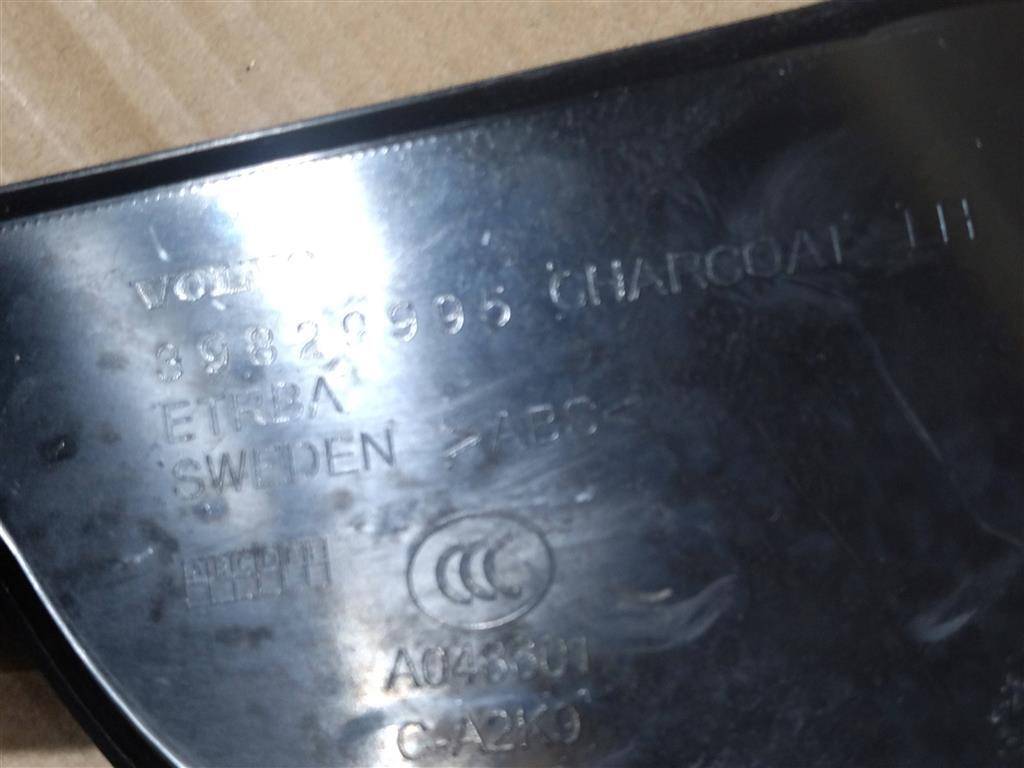 VOLVO
39829995 CHARCOAL LH
ETRBA
SWEDEN >ABS<
CCC
A048601
C-A2K9